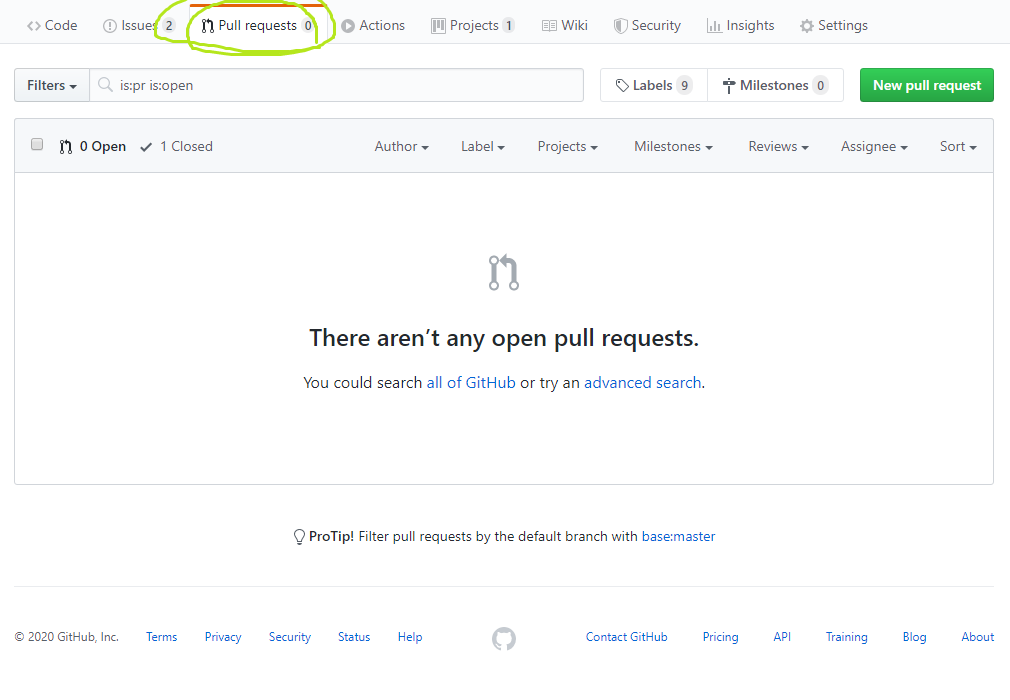 Code Issues 2 Pull requests 0 Actions Projects 1 Wiki Security Insights Settings
Filters is:pr is:open Labels 9 Milestones 0 New pull request
0 Open 1 Closed Author Label Projects Milestones Reviews Assignee Sort
There aren’t any open pull requests.
You could search all of GitHub or try an advanced search.
ProTip! Filter pull requests by the default branch with base:master
© 2020 GitHub, Inc. Terms Privacy Security Status Help Contact GitHub Pricing API Training Blog About